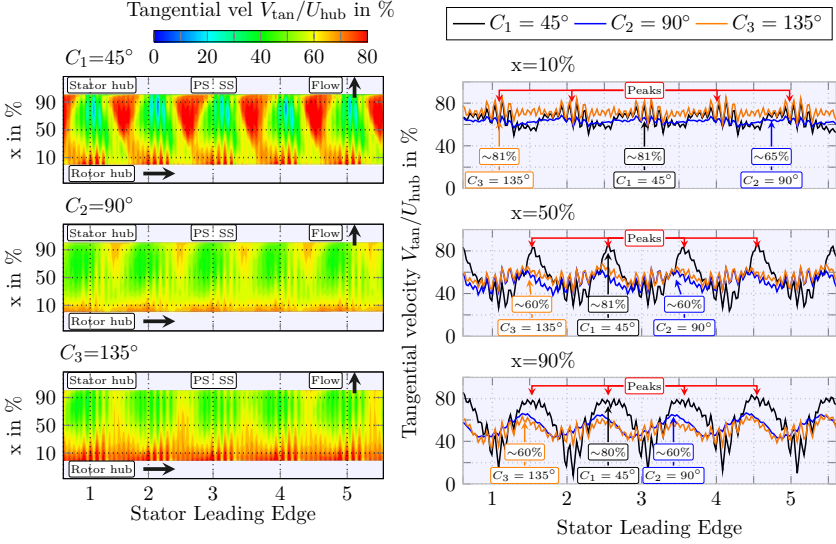 Tangential vel V_tan/U_hub in %
0 20 40 60 80
C_1=45°
Stator hub PS SS Flow
90
50
10
x in %
Rotor hub
C_2=90°
Stator hub PS SS Flow
90
50
10
x in %
Rotor hub
C_3=135°
Stator hub PS SS Flow
90
50
10
x in %
Rotor hub
1 2 3 4 5
Stator Leading Edge
C_1 = 45° C_2 = 90° C_3 = 135°
Tangential velocity V_tan/U_hub in %
x=10%
80
40
0
Peaks
~81% ~81% ~65%
C_3 = 135° C_1 = 45° C_2 = 90°
x=50%
80
40
0
Peaks
~60% ~81% ~60%
C_3 = 135° C_1 = 45° C_2 = 90°
x=90%
80
40
0
Peaks
~60% ~80% ~60%
C_3 = 135° C_1 = 45° C_2 = 90°
1 2 3 4 5
Stator Leading Edge